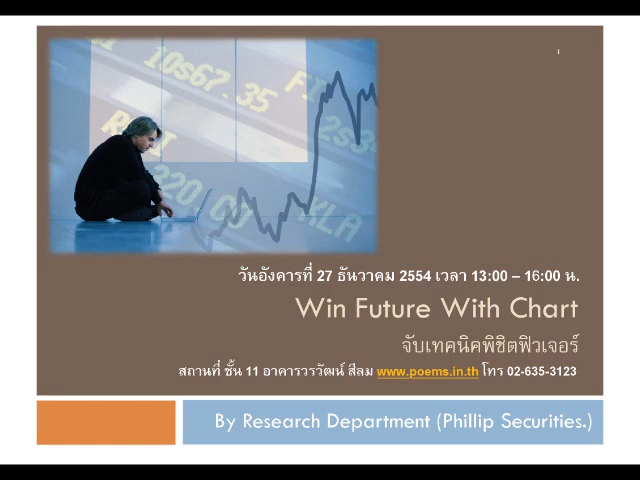 10s67.35
วันอังคารที่ 27 ธันวาคม 2554 เวลา 13:00 – 16:00 น.
Win Future With Chart
จับเทคนิคพิชิตฟิวเจอร์
สถานที่ ชั้น 11 อาคารวรวัฒน์ สีลม www.poems.in.th โทร 02-635-3123
By Research Department (Phillip Securities.)